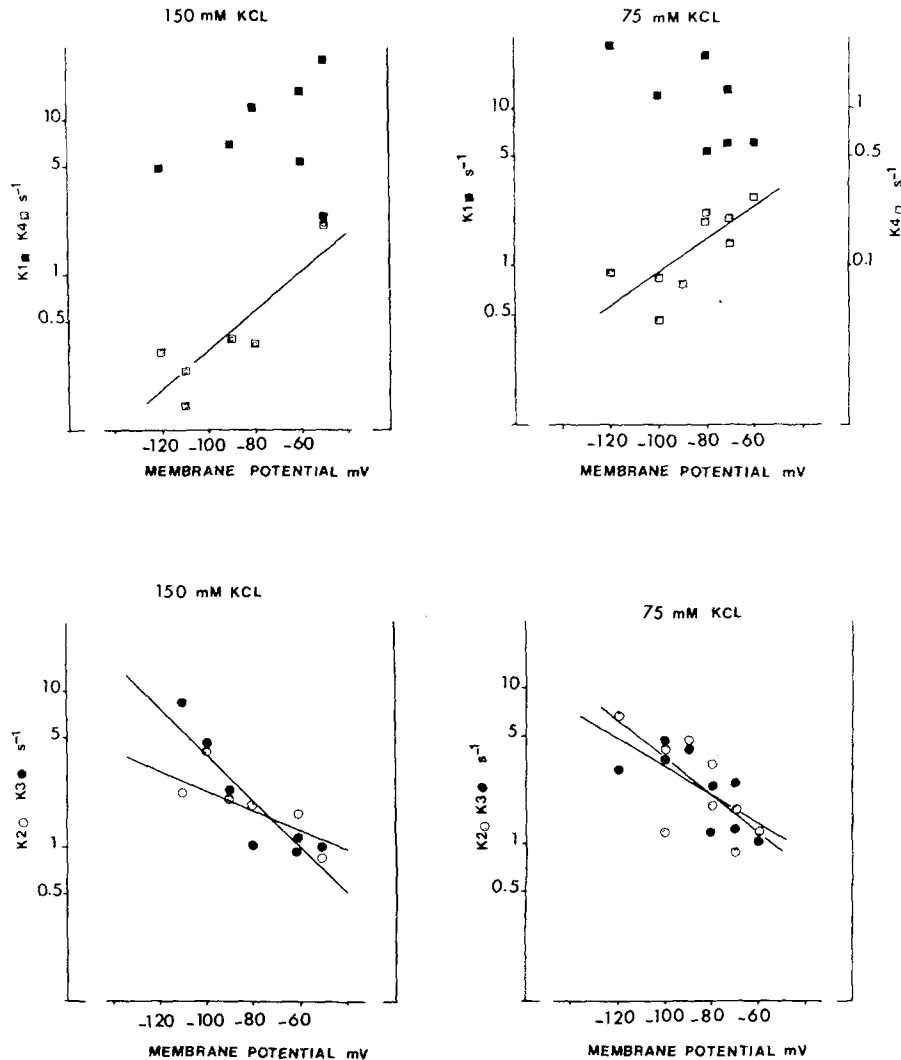 150 mM KCL
K1■ K4□ s⁻¹
10
5
1
0.5
-120 -100 -80 -60
MEMBRANE POTENTIAL mV
75 mM KCL
K1■ s⁻¹
10
5
1
0.5
1
0.5
0.1
K4□ s⁻¹
-120 -100 -80 -60
MEMBRANE POTENTIAL mV
150 mM KCL
K2○ K3● s⁻¹
10
5
1
0.5
-120 -100 -80 -60
MEMBRANE POTENTIAL mV
75 mM KCL
K2○ K3● s⁻¹
10
5
1
0.5
-120 -100 -80 -60
MEMBRANE POTENTIAL mV